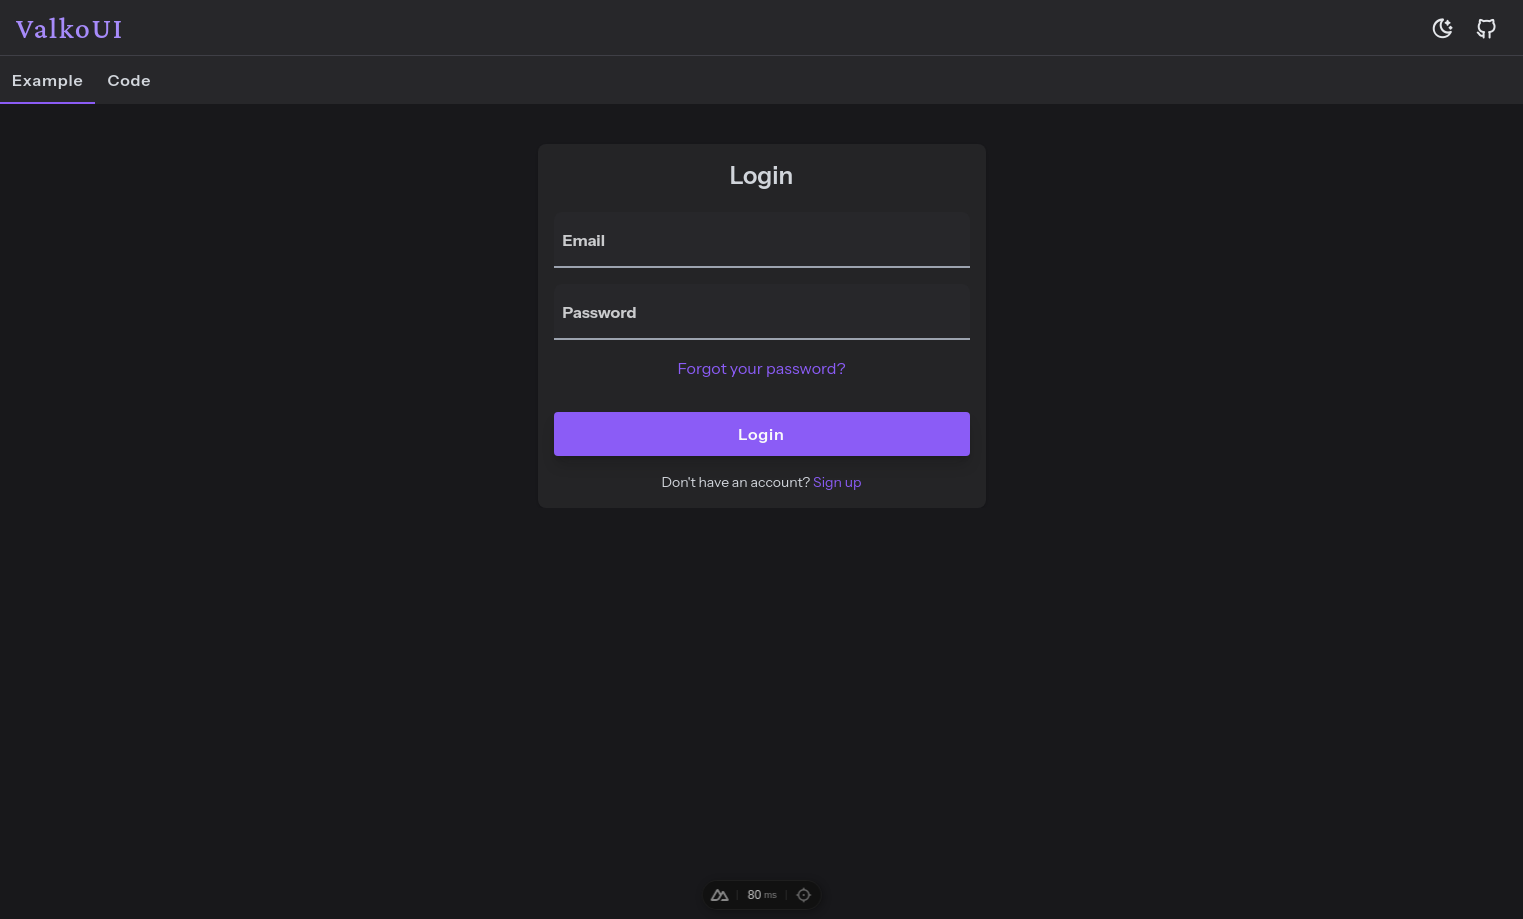 ValkoUI
Example Code
Login
Email
Password
Forgot your password?
Login
Don't have an account? Sign up
80 ms